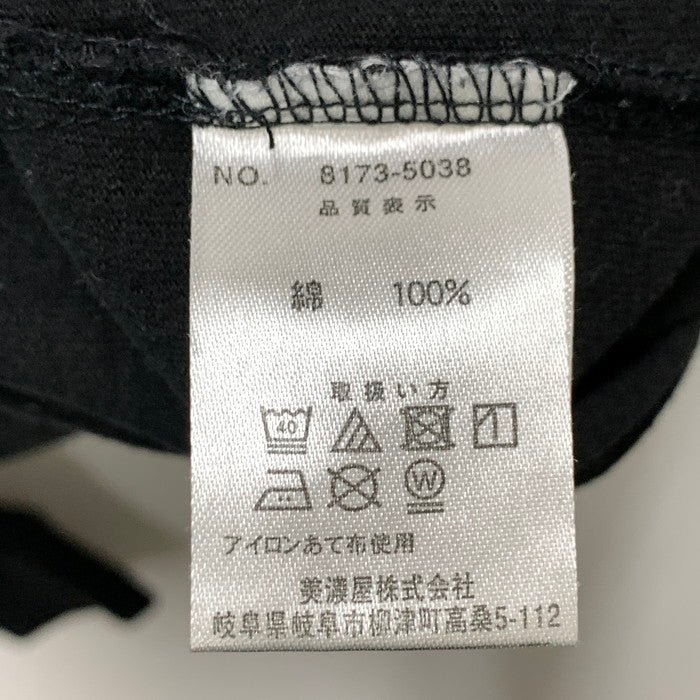 NO. 8173-5038
品質表示
綿 100%
取扱い方
40
W
アイロンあて布使用
美濃屋株式会社
岐阜県岐阜市柳津町高桑5-112